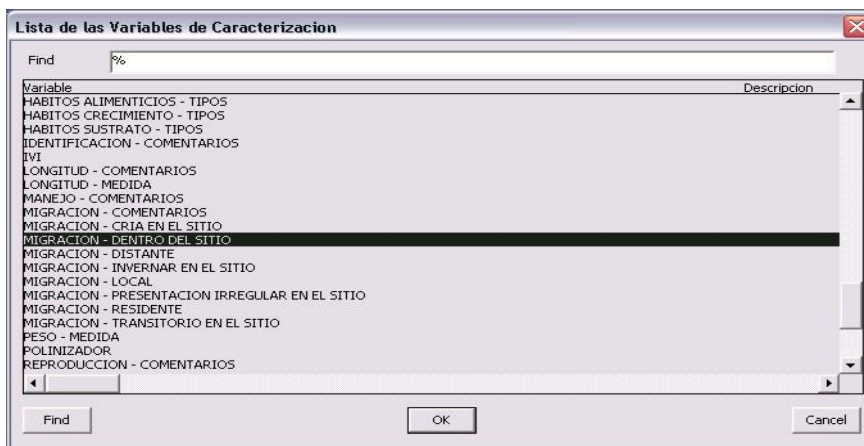 Lista de las Variables de Caracterizacion
Find %
Variable Descripcion
HABITOS ALIMENTICIOS - TIPOS
HABITOS CRECIMIENTO - TIPOS
HABITOS SUSTRATO - TIPOS
IDENTIFICACION - COMENTARIOS
IVI
LONGITUD - COMENTARIOS
LONGITUD - MEDIDA
MANEJO - COMENTARIOS
MIGRACION - COMENTARIOS
MIGRACION - CRIA EN EL SITIO
MIGRACION - DENTRO DEL SITIO
MIGRACION - DISTANTE
MIGRACION - INVERNAR EN EL SITIO
MIGRACION - LOCAL
MIGRACION - PRESENTACION IRREGULAR EN EL SITIO
MIGRACION - RESIDENTE
MIGRACION - TRANSITORIO EN EL SITIO
PESO - MEDIDA
POLINIZADOR
REPRODUCCION - COMENTARIOS
Find OK Cancel